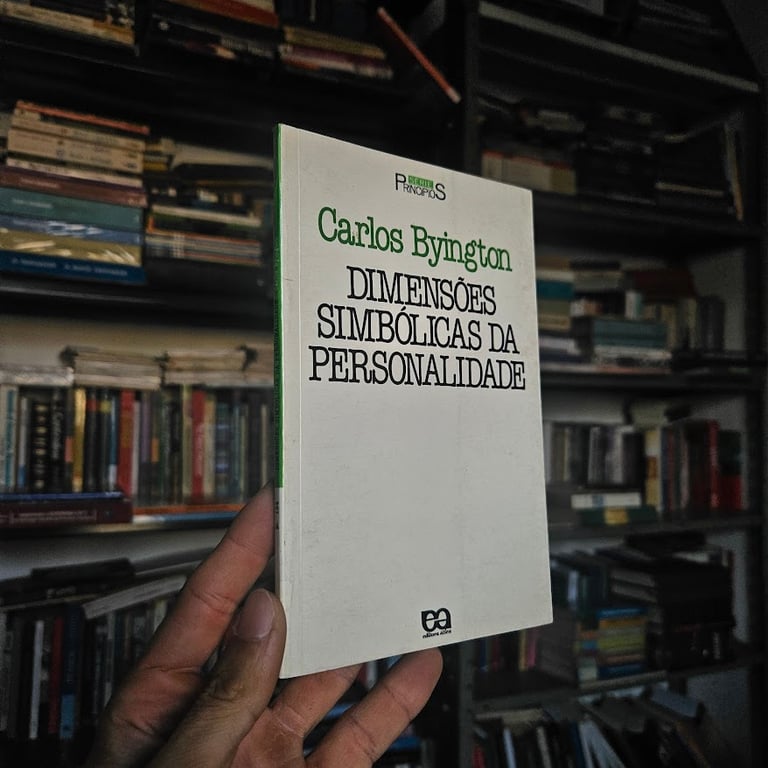 SÉRIE
PRINCÍPIOS
Carlos Byington
DIMENSÕES
SIMBÓLICAS DA
PERSONALIDADE
ea
editora ática